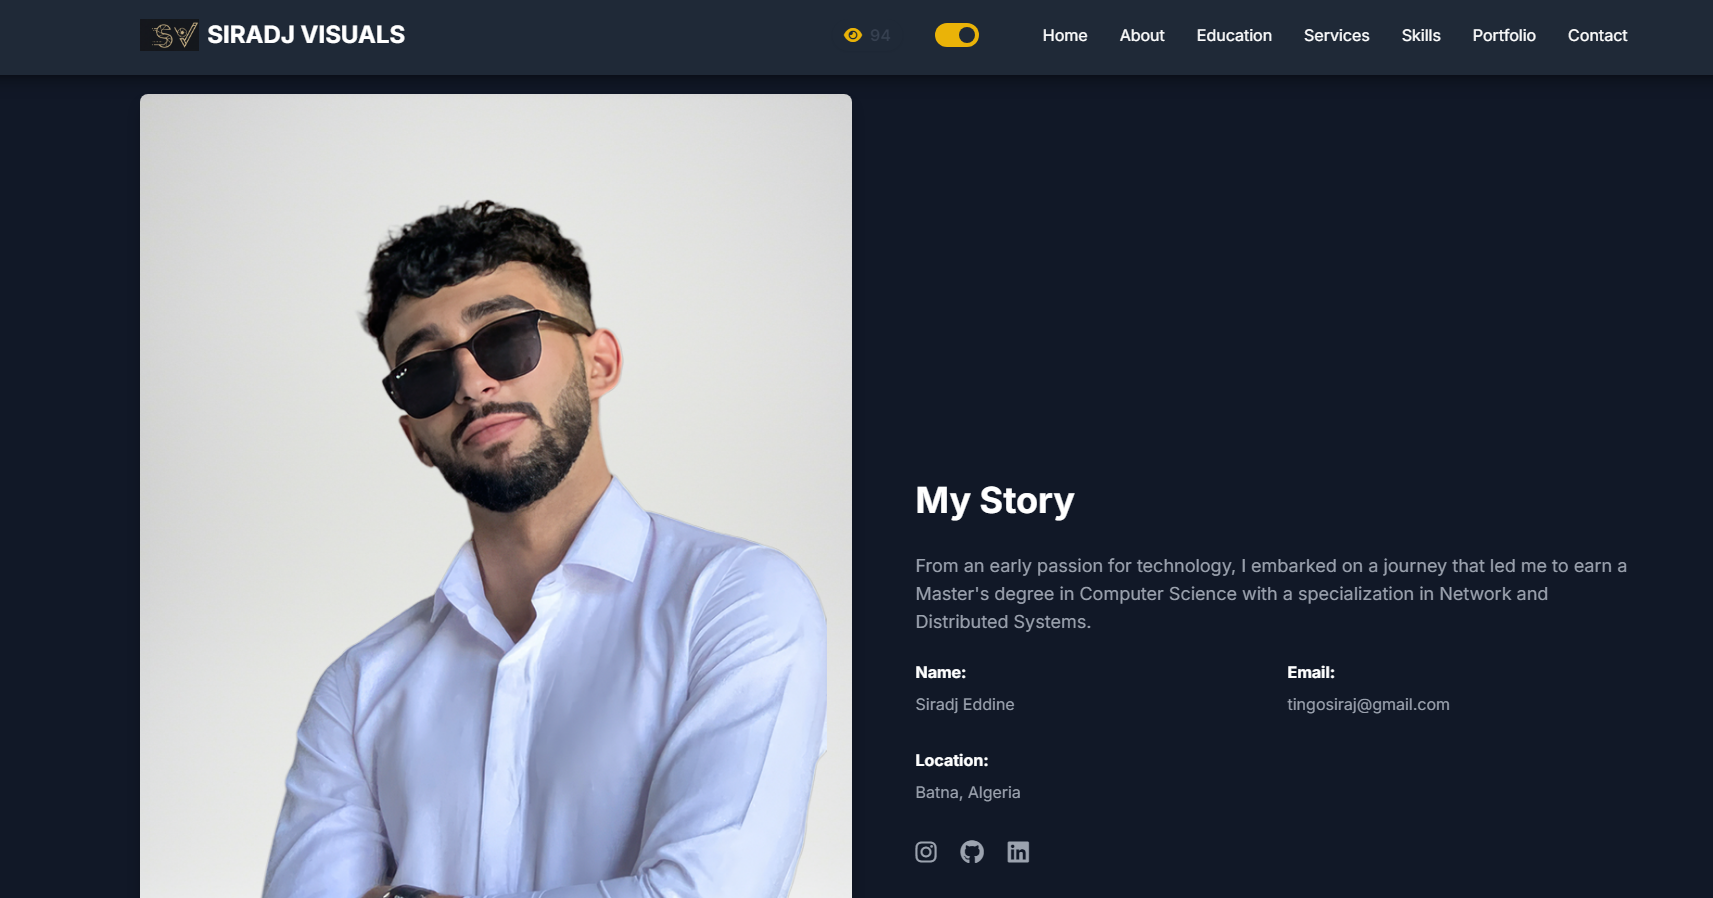 SV SIRADJ VISUALS
94
Home About Education Services Skills Portfolio Contact
My Story
From an early passion for technology, I embarked on a journey that led me to earn a
Master's degree in Computer Science with a specialization in Network and
Distributed Systems.
Name:
Siradj Eddine
Email:
tingosiraj@gmail.com
Location:
Batna, Algeria